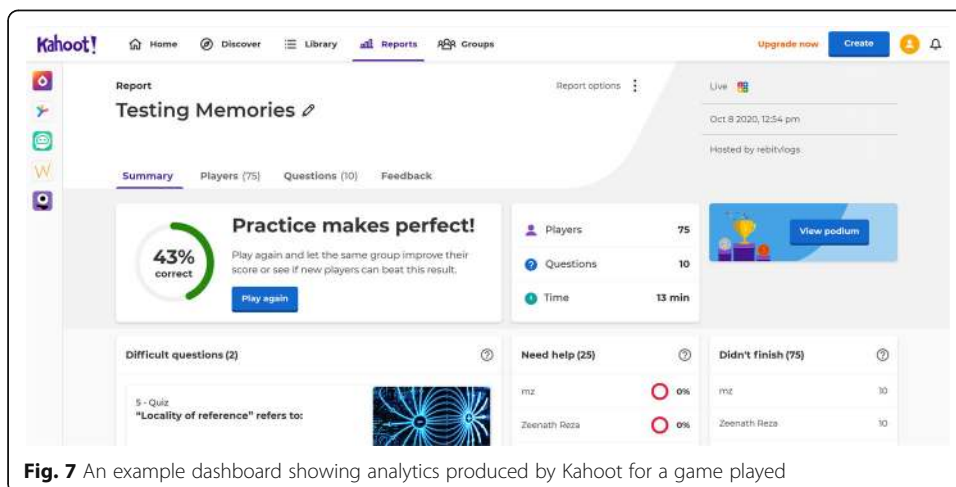 Kahoot!
Home
Discover
Library
Reports
Groups
Upgrade now
Create
Report
Testing Memories
Report options
Live
Oct 8 2020, 12:54 pm
Hosted by rebitvlogs
Summary
Players (75)
Questions (10)
Feedback
43%
correct
Practice makes perfect!
Play again and let the same group improve their
score or see if new players can beat this result.
Play again
Players 75
Questions 10
Time 13 min
View podium
Difficult questions (2)
5 - Quiz
"Locality of reference" refers to:
Need help (25)
mz 0%
Zeenath Reza 0%
Didn't finish (75)
mz 10
Zeenath Reza 10
Fig. 7 An example dashboard showing analytics produced by Kahoot for a game played